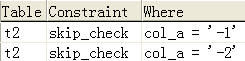 Table Constraint Where
t2 skip_check col_a = '-1'
t2 skip_check col_a = '-2'